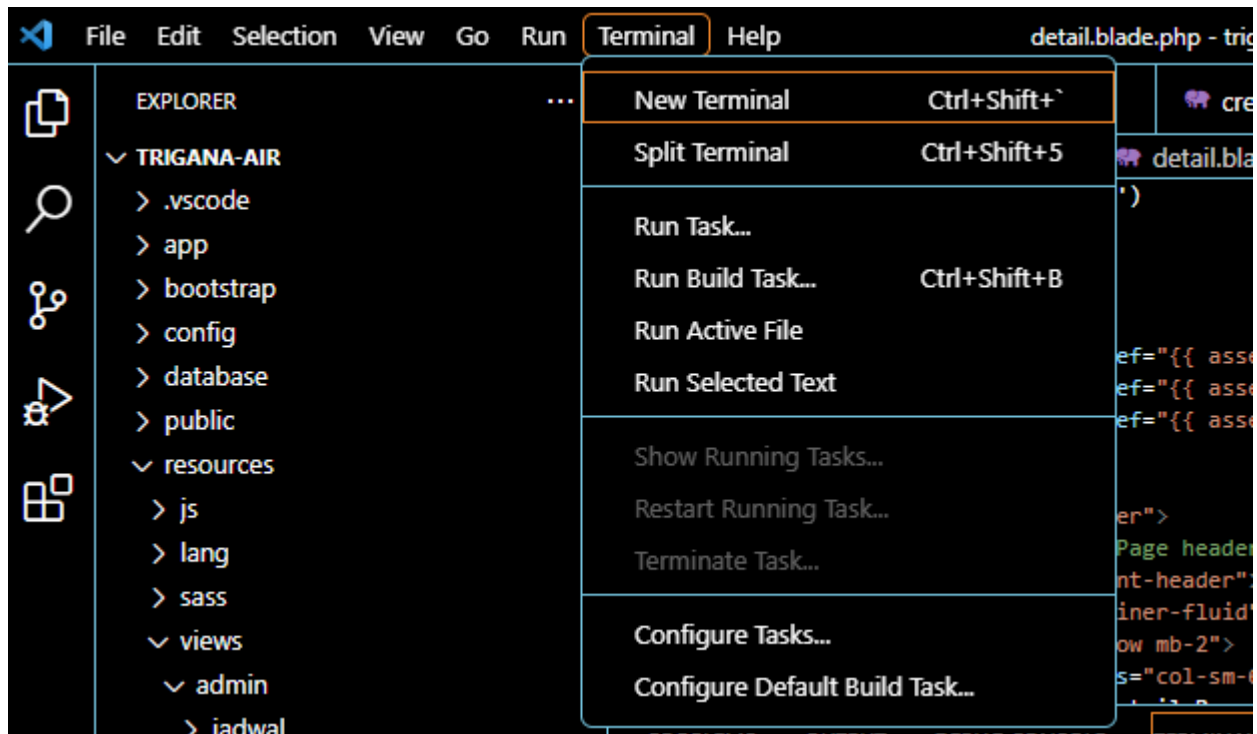 File Edit Selection View Go Run Terminal Help detail.blade.php - trig
EXPLORER ...
TRIGANA-AIR
.vscode
app
bootstrap
config
database
public
resources
js
lang
sass
views
admin
jadwal
New Terminal Ctrl+Shift+`
Split Terminal Ctrl+Shift+5
Run Task...
Run Build Task... Ctrl+Shift+B
Run Active File
Run Selected Text
Show Running Tasks...
Restart Running Task...
Terminate Task...
Configure Tasks...
Configure Default Build Task...
cre
detail.bla
')
ef="{{ asse
ef="{{ asse
ef="{{ asse
er">
Page header
nt-header">
iner-fluid"
ow mb-2">
s="col-sm-6